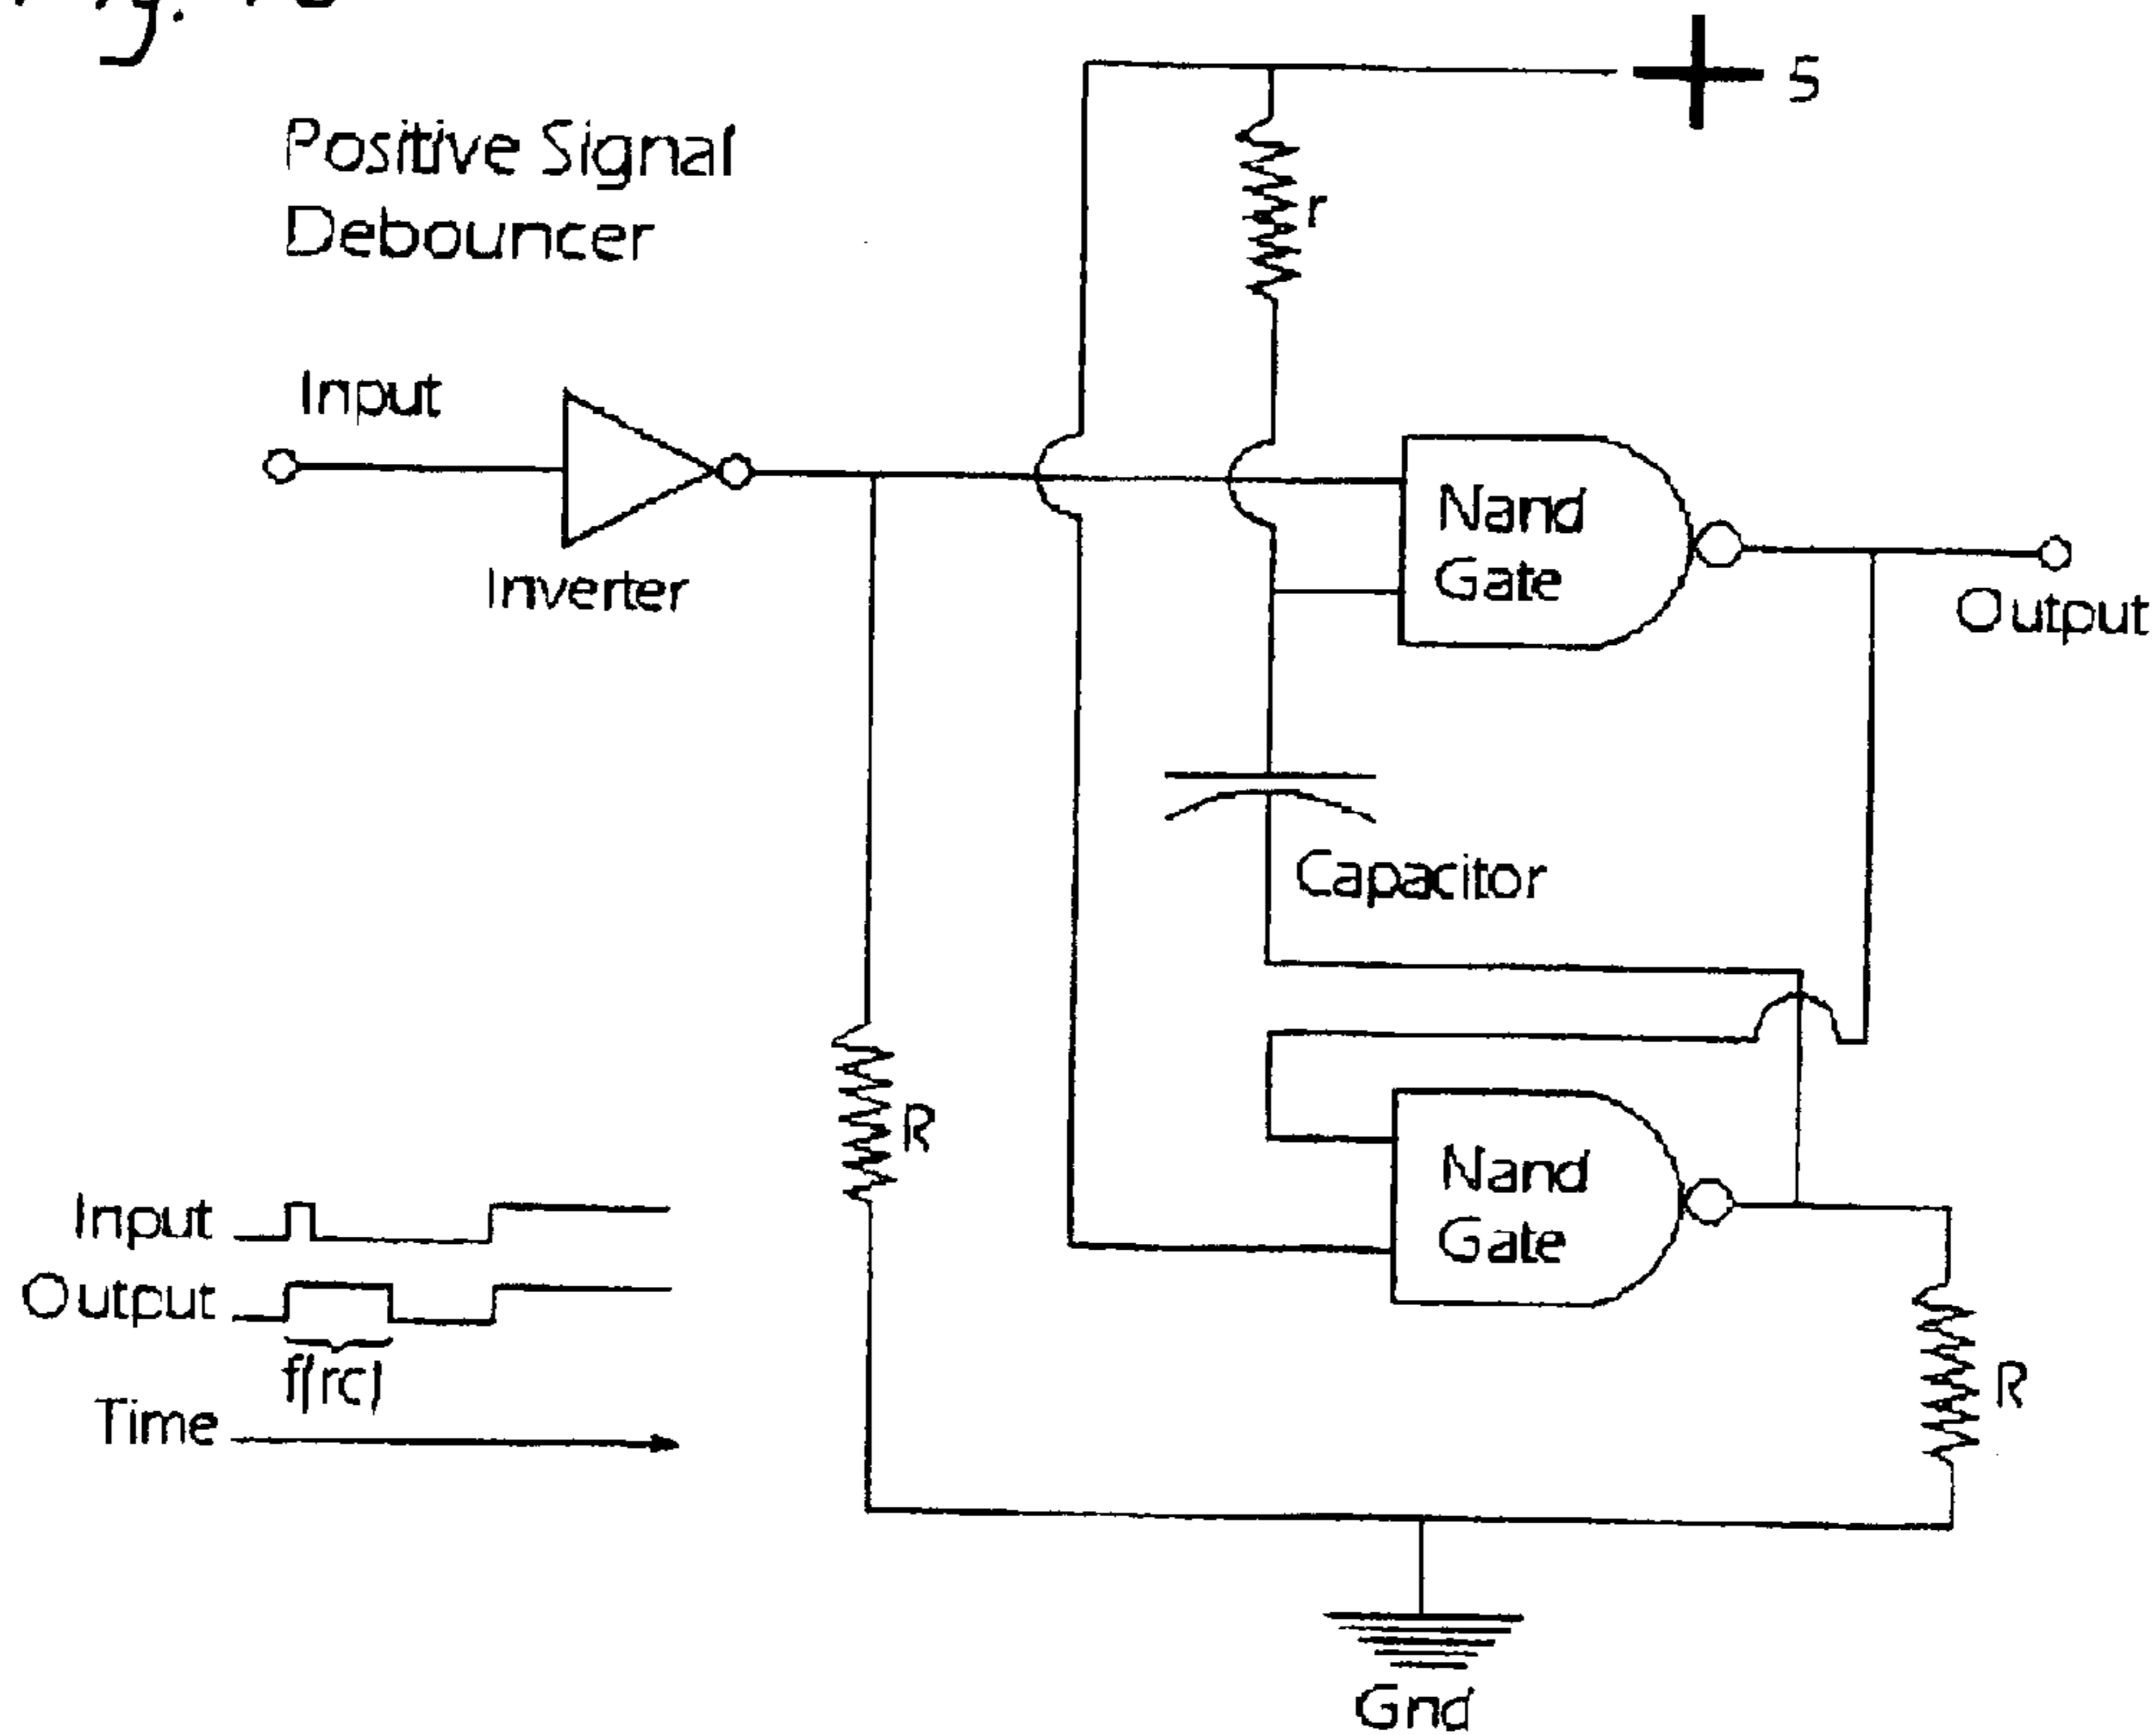 5
Positive Signal
Debouncer
r
Input
Inverter
Nand
Gate
Output
Capacitor
R
Nand
Gate
R
Input
Output
f(rc)
Time
Gnd